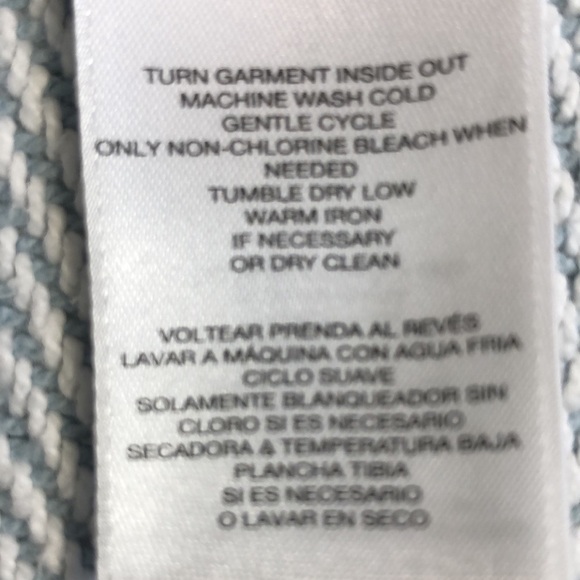 TURN GARMENT INSIDE OUT
MACHINE WASH COLD
GENTLE CYCLE
ONLY NON-CHLORINE BLEACH WHEN
NEEDED
TUMBLE DRY LOW
WARM IRON
IF NECESSARY
OR DRY CLEAN
VOLTEAR PRENDA AL REVÉS
LAVAR A MÁQUINA CON AGUA FRIA
CICLO SUAVE
SOLAMENTE BLANQUEADOR SIN
CLORO SI ES NECESARIO
SECADORA A TEMPERATURA BAJA
PLANCHA TIBIA
SI ES NECESARIO
O LAVAR EN SECO